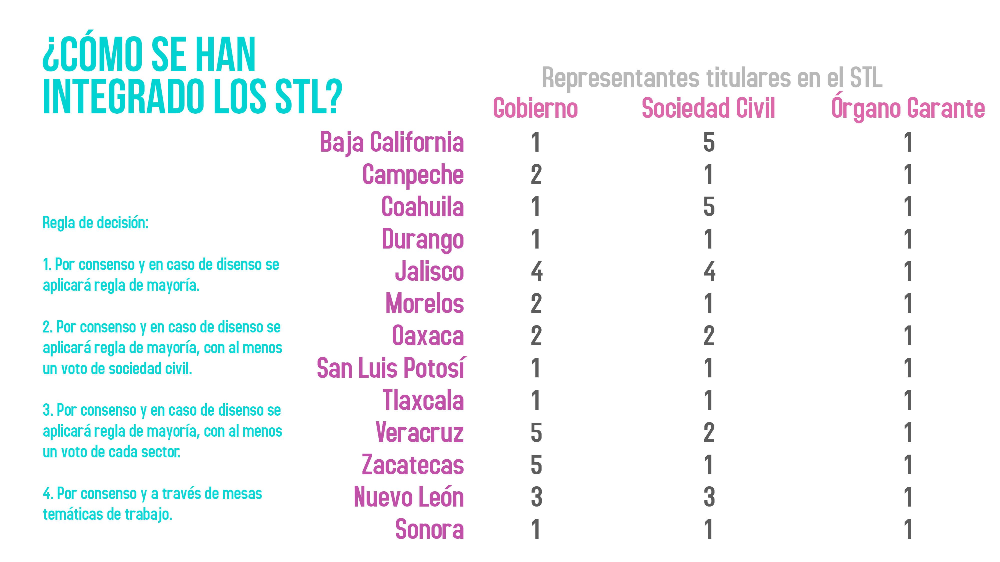 ¿CÓMO SE HAN
INTEGRADO LOS STL?
Regla de decisión:
1. Por consenso y en caso de disenso se
aplicará regla de mayoría.
2. Por consenso y en caso de disenso se
aplicará regla de mayoría, con al menos
un voto de sociedad civil.
3. Por consenso y en caso de disenso se
aplicará regla de mayoría, con al menos
un voto de cada sector.
4. Por consenso y a través de mesas
temáticas de trabajo.
Representantes titulares en el STL
Gobierno Sociedad Civil Órgano Garante
Baja California 1 5 1
Campeche 2 1 1
Coahuila 1 5 1
Durango 1 1 1
Jalisco 4 4 1
Morelos 2 1 1
Oaxaca 2 2 1
San Luis Potosí 1 1 1
Tlaxcala 1 1 1
Veracruz 5 2 1
Zacatecas 5 1 1
Nuevo León 3 3 1
Sonora 1 1 1